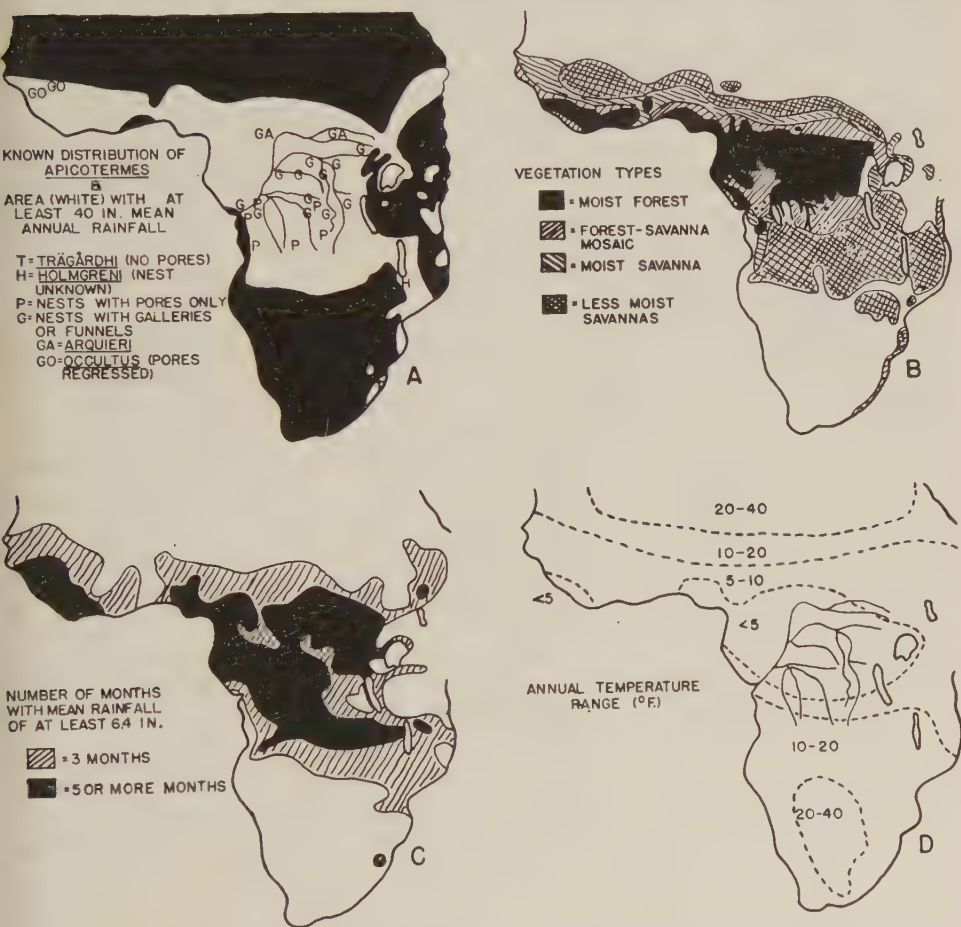 GO GO
GA GA
G
G G G
G G
G G
P
G P G
P G G
P P P
H
KNOWN DISTRIBUTION OF
APICOTERMES
&
AREA (WHITE) WITH AT
LEAST 40 IN. MEAN
ANNUAL RAINFALL
T=TRÄGÅRDHI (NO PORES)
H=HOLMGRENI (NEST
UNKNOWN)
P=NESTS WITH PORES ONLY
G=NESTS WITH GALLERIES
OR FUNNELS
GA=ARQUIERI
GO=OCCULTUS (PORES
REGRESSED)
A
VEGETATION TYPES
=MOIST FOREST
=FOREST-SAVANNA
MOSAIC
=MOIST SAVANNA
=LESS MOIST
SAVANNAS
B
NUMBER OF MONTHS
WITH MEAN RAINFALL
OF AT LEAST 6.4 IN.
=3 MONTHS
=5 OR MORE MONTHS
C
20-40
10-20
5-10
<5
<5
ANNUAL TEMPERATURE
RANGE (°F.)
10-20
20-40
D